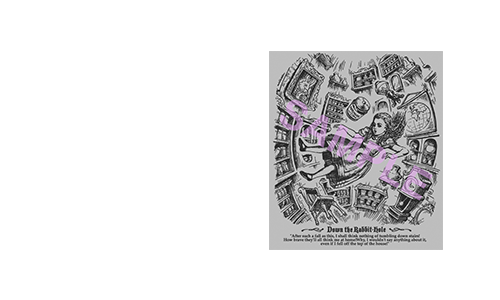 SAMPLE
Down the Rabbit-Hole
"After such a fall as this, I shall think nothing of tumbling down stairs!
How brave they'll all think me at home!Why, I wouldn't say anything about it,
even if I fell off the top of the house!"